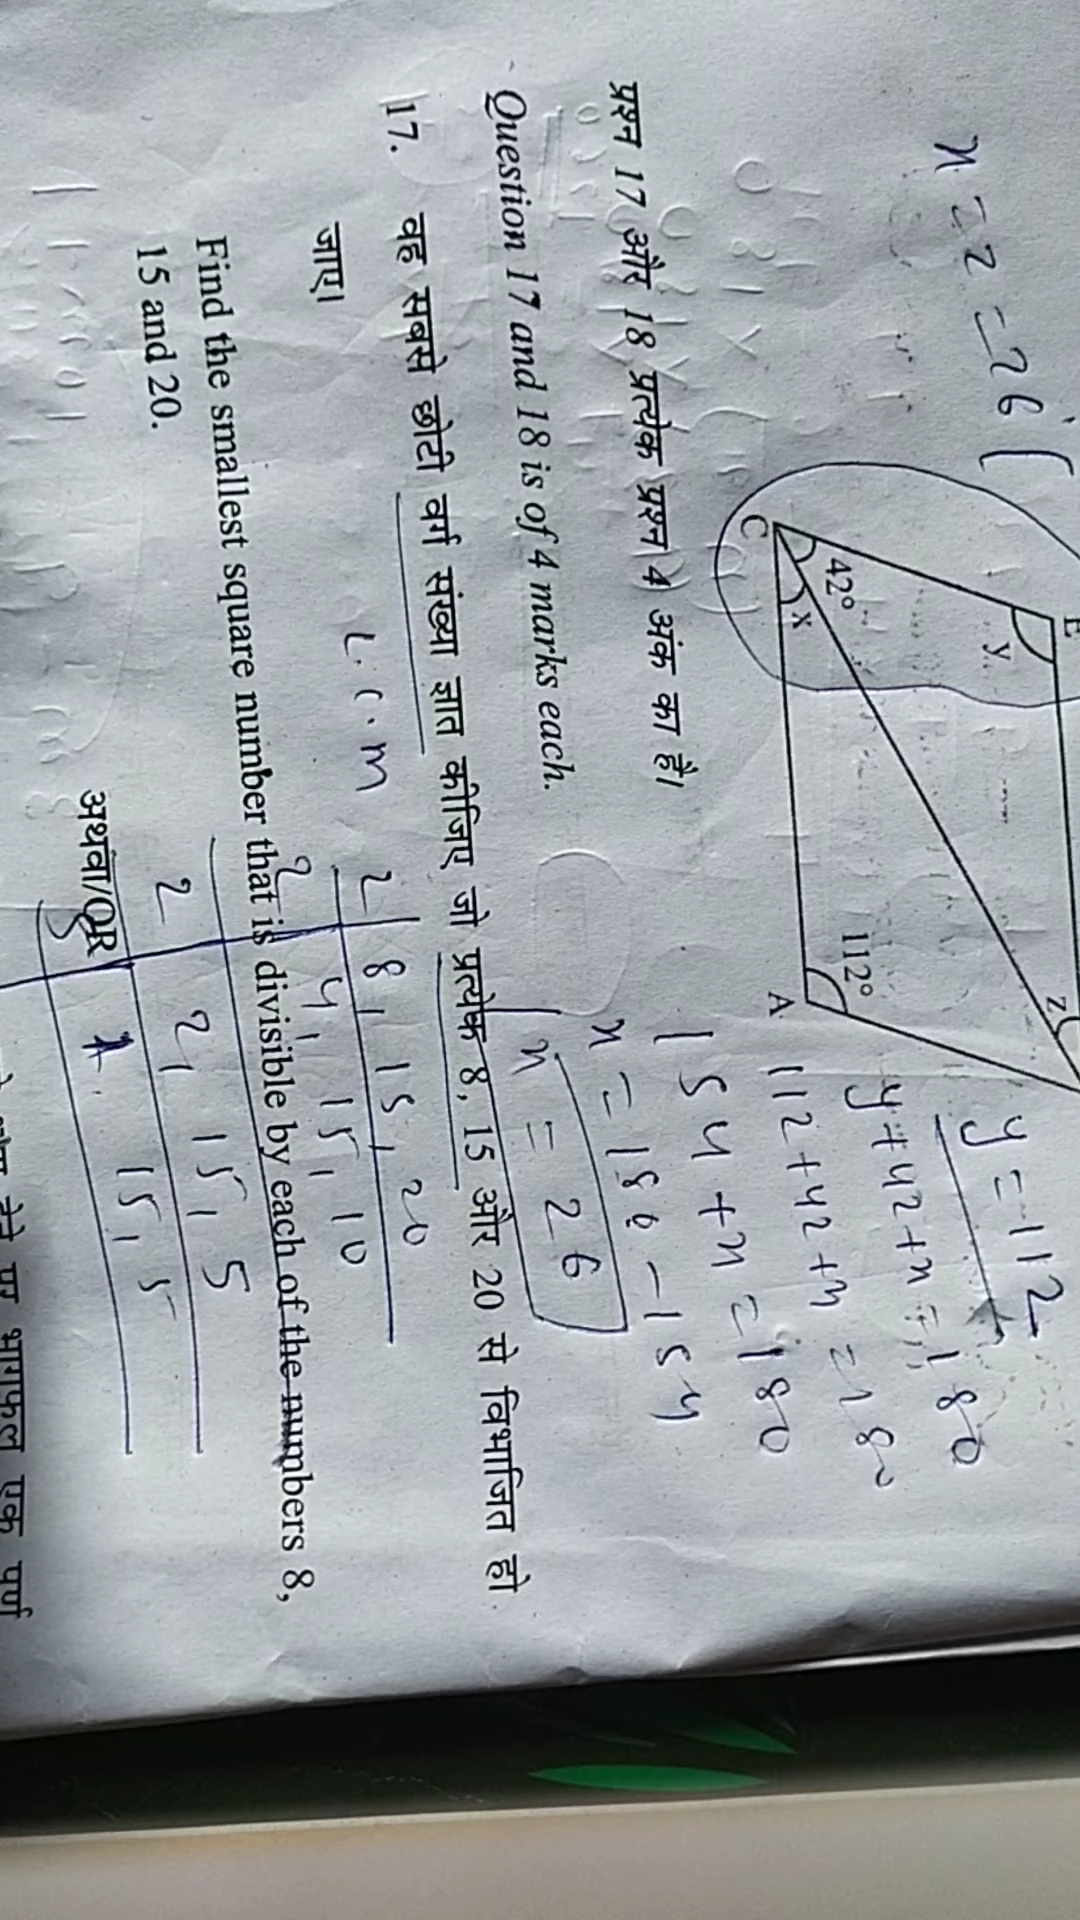 x = z = 26
E
y
42°
x
C
z
112°
A
y = 112
y + 42 + x = 180
112 + 42 + x = 180
154 + x = 180
x = 180 - 154
x = 26
प्रश्न 17 और 18 प्रत्येक प्रश्न 4 अंक का है।
Question 17 and 18 is of 4 marks each.
17. वह सबसे छोटी वर्ग संख्या ज्ञात कीजिए जो प्रत्येक 8, 15 और 20 से विभाजित हो
जाए।
L.C.M
2 8, 15, 20
2 4, 15, 10
2 2, 15, 5
15, 5
Find the smallest square number that is divisible by each of the numbers 8,
15 and 20.
अथवा/OR
भागफल एक पूर्ण